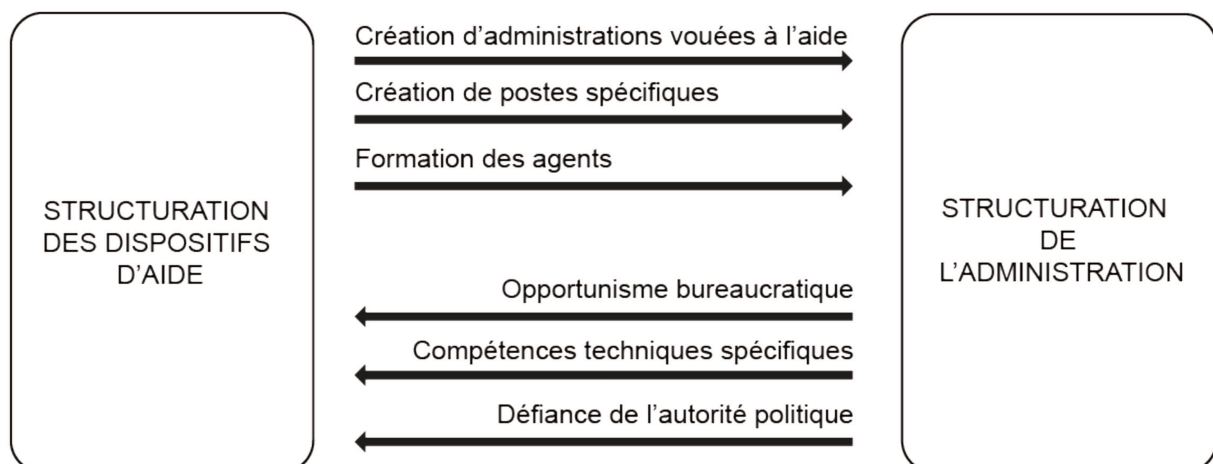 Création d’administrations vouées à l’aide
Création de postes spécifiques
Formation des agents
STRUCTURATION
DES DISPOSITIFS
D’AIDE
STRUCTURATION
DE
L’ADMINISTRATION
Opportunisme bureaucratique
Compétences techniques spécifiques
Défiance de l’autorité politique